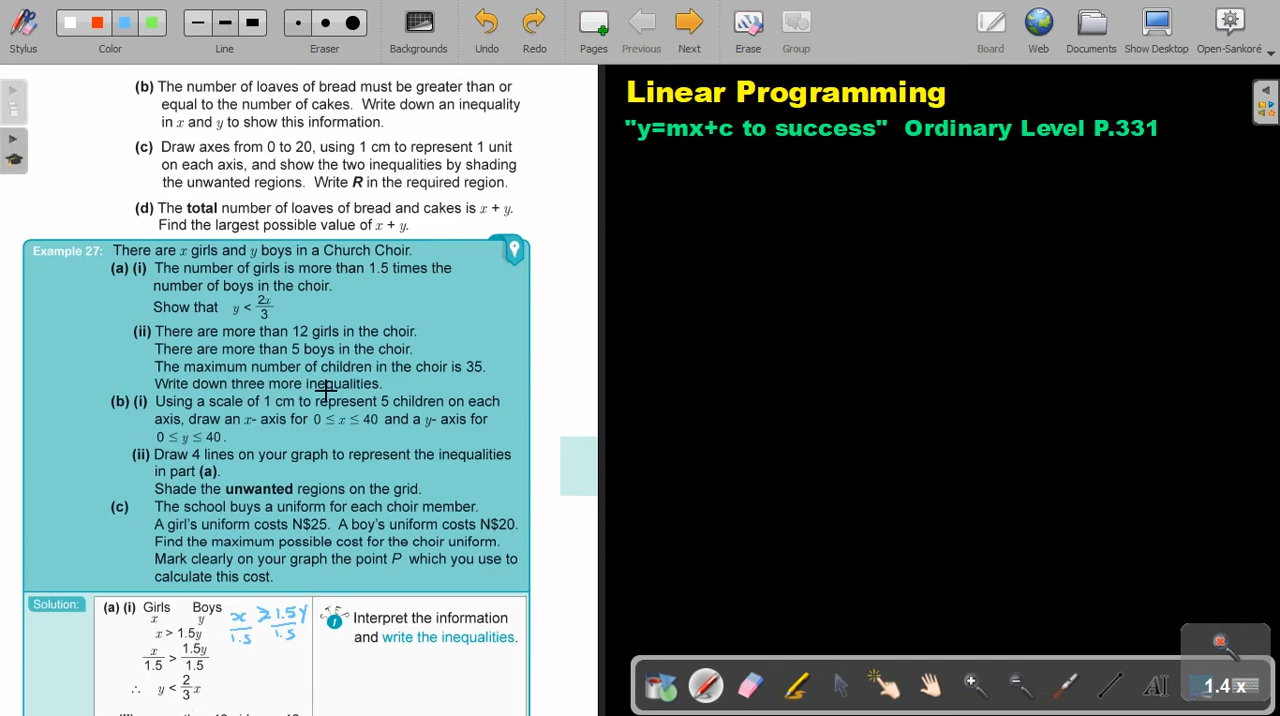 Stylus
Color
Line
Eraser
Backgrounds
Undo
Redo
Pages
Previous
Next
Erase
Group
Board
Web
Documents
Show Desktop
Open-Sankoré
(b) The number of loaves of bread must be greater than or
equal to the number of cakes. Write down an inequality
in x and y to show this information.
(c) Draw axes from 0 to 20, using 1 cm to represent 1 unit
on each axis, and show the two inequalities by shading
the unwanted regions. Write R in the required region.
(d) The total number of loaves of bread and cakes is x + y.
Find the largest possible value of x + y.
Example 27: There are x girls and y boys in a Church Choir.
(a) (i) The number of girls is more than 1.5 times the
number of boys in the choir.
Show that y < 2x/3
(ii) There are more than 12 girls in the choir.
There are more than 5 boys in the choir.
The maximum number of children in the choir is 35.
Write down three more inequalities.
(b) (i) Using a scale of 1 cm to represent 5 children on each
axis, draw an x- axis for 0 ≤ x ≤ 40 and a y- axis for
0 ≤ y ≤ 40.
(ii) Draw 4 lines on your graph to represent the inequalities
in part (a).
Shade the unwanted regions on the grid.
(c) The school buys a uniform for each choir member.
A girl's uniform costs N$25. A boy's uniform costs N$20.
Find the maximum possible cost for the choir uniform.
Mark clearly on your graph the point P which you use to
calculate this cost.
Solution:
(a) (i) Girls Boys
x y
x > 1.5y
x/1.5 > 1.5y/1.5
∴ y < 2/3 x
x > 1.5y
1.5 1.5
1 Interpret the information
and write the inequalities.
Linear Programming
"y=mx+c to success" Ordinary Level P.331
1.4 x